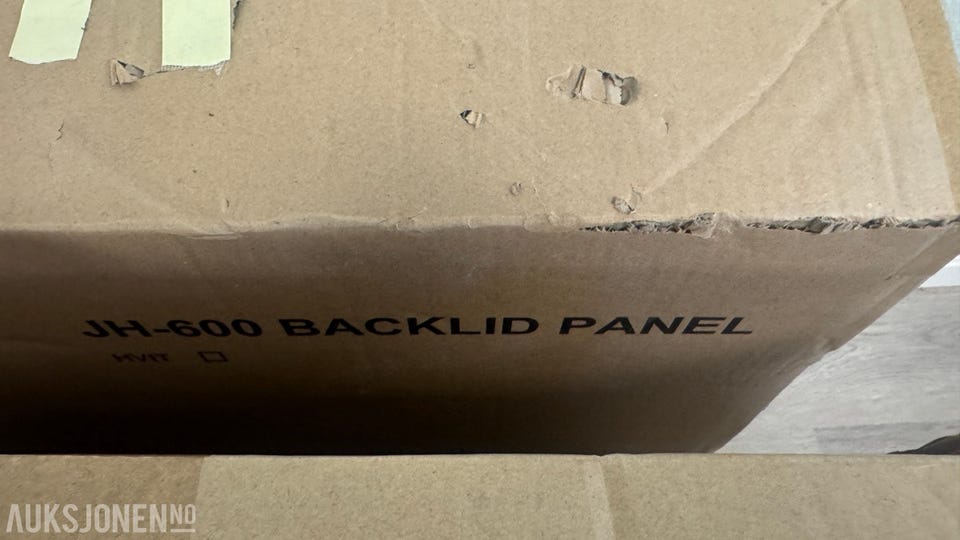 JH-600 BACKLID PANEL
HVIT
AUKSJONEN.NO